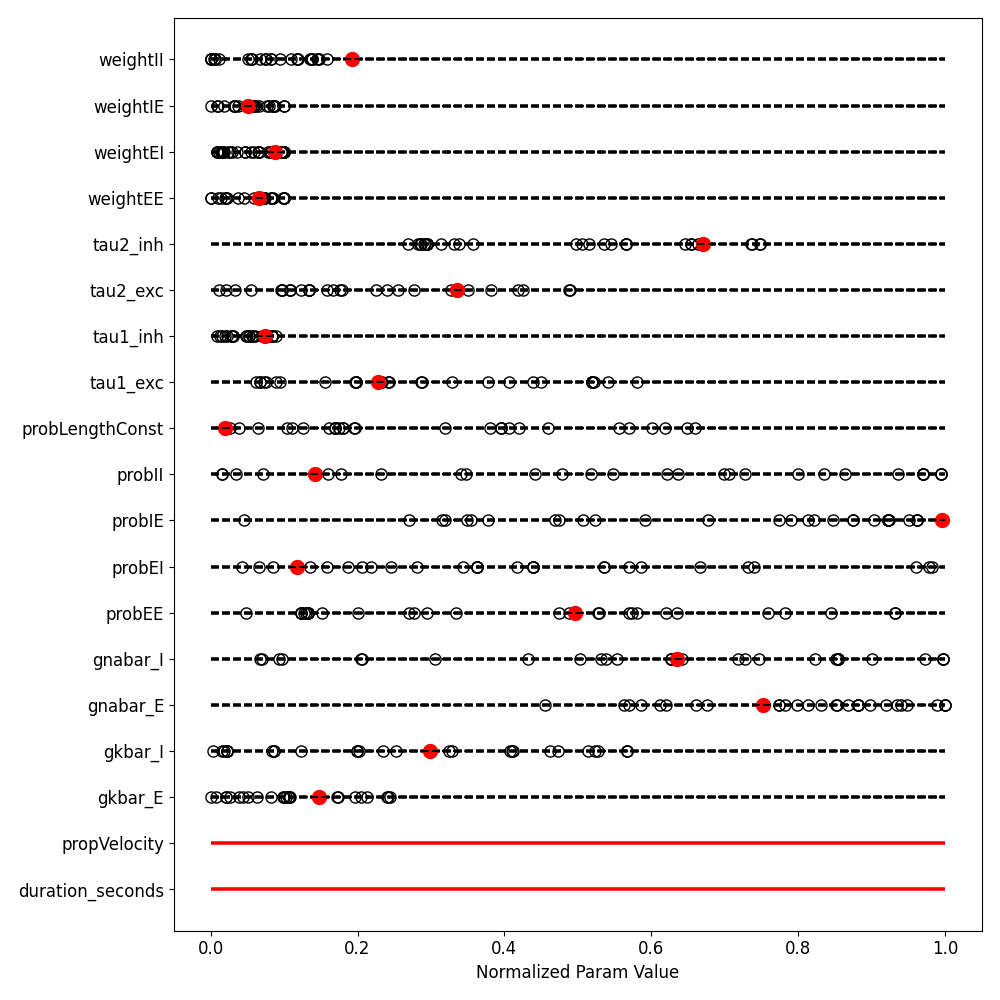 weightII
weightIE
weightEI
weightEE
tau2_inh
tau2_exc
tau1_inh
tau1_exc
probLengthConst
probII
probIE
probEI
probEE
gnabar_I
gnabar_E
gkbar_I
gkbar_E
propVelocity
duration_seconds
0.0 0.2 0.4 0.6 0.8 1.0
Normalized Param Value